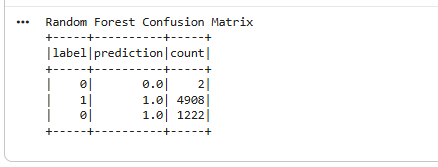 ••• Random Forest Confusion Matrix
+-----+----------+-----+
|label|prediction|count|
+-----+----------+-----+
|    0|       0.0|    2|
|    1|       1.0| 4908|
|    0|       1.0| 1222|
+-----+----------+-----+